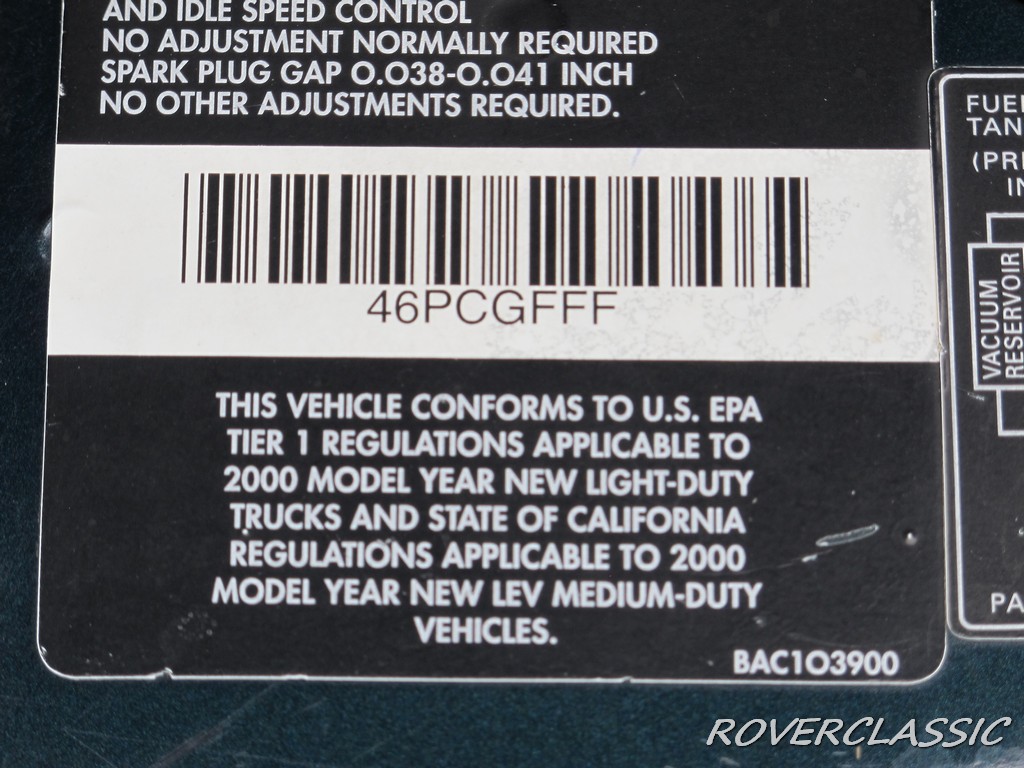 AND IDLE SPEED CONTROL
NO ADJUSTMENT NORMALLY REQUIRED
SPARK PLUG GAP 0.038-0.041 INCH
NO OTHER ADJUSTMENTS REQUIRED.
46PCGFFF
THIS VEHICLE CONFORMS TO U.S. EPA
TIER 1 REGULATIONS APPLICABLE TO
2000 MODEL YEAR NEW LIGHT-DUTY
TRUCKS AND STATE OF CALIFORNIA
REGULATIONS APPLICABLE TO 2000
MODEL YEAR NEW LEV MEDIUM-DUTY
VEHICLES.
BAC103900
VACUUM
RESERVOIR
ROVERCLASSIC